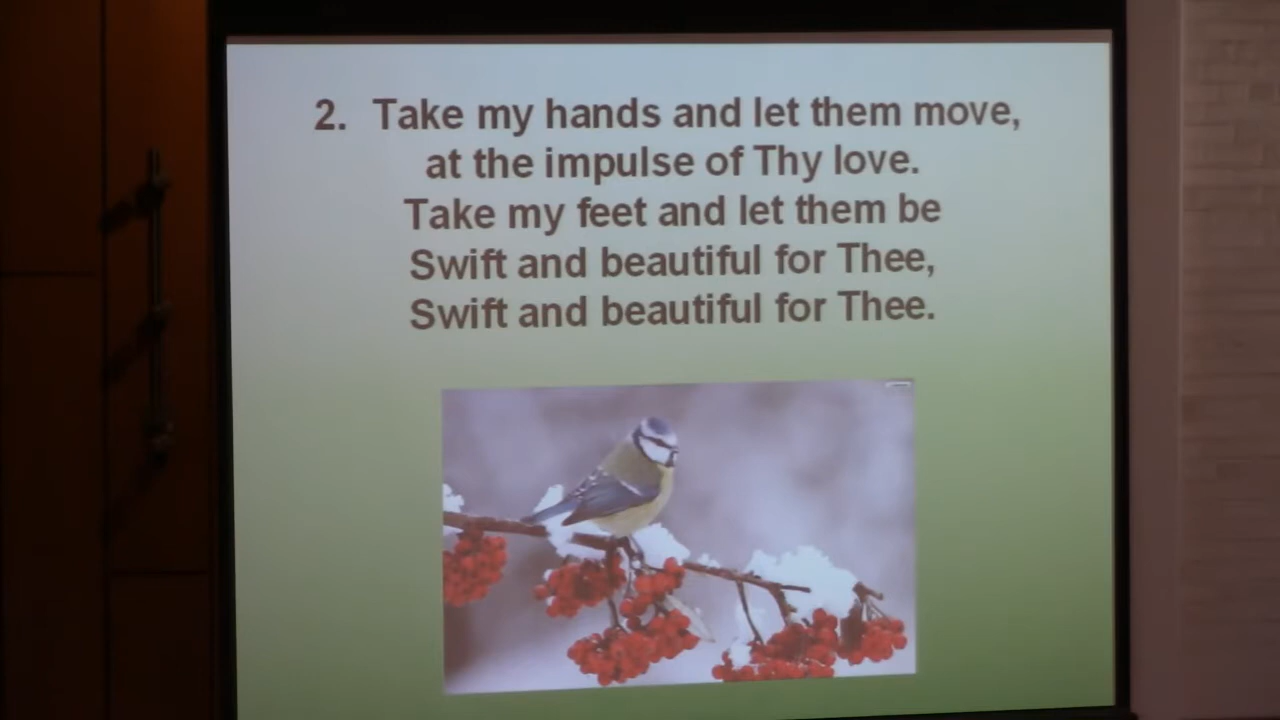 2. Take my hands and let them move,
at the impulse of Thy love.
Take my feet and let them be
Swift and beautiful for Thee,
Swift and beautiful for Thee.